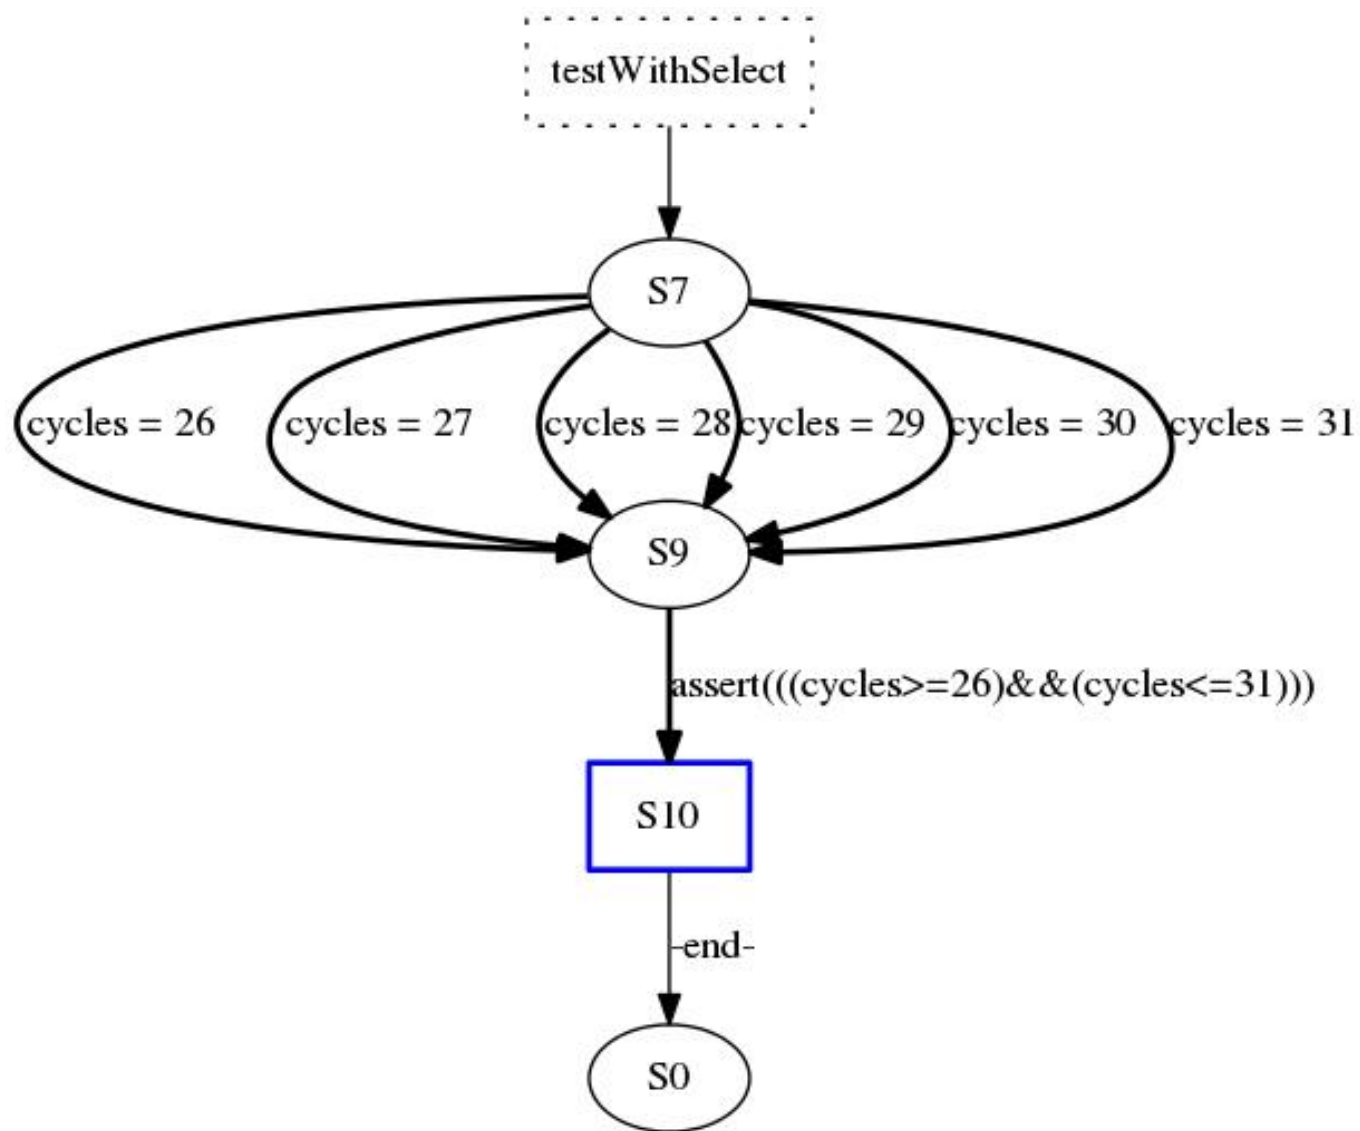 testWithSelect
S7
cycles = 26
cycles = 27
cycles = 28
cycles = 29
cycles = 30
cycles = 31
S9
assert(((cycles>=26)&&(cycles<=31)))
S10
-end-
S0